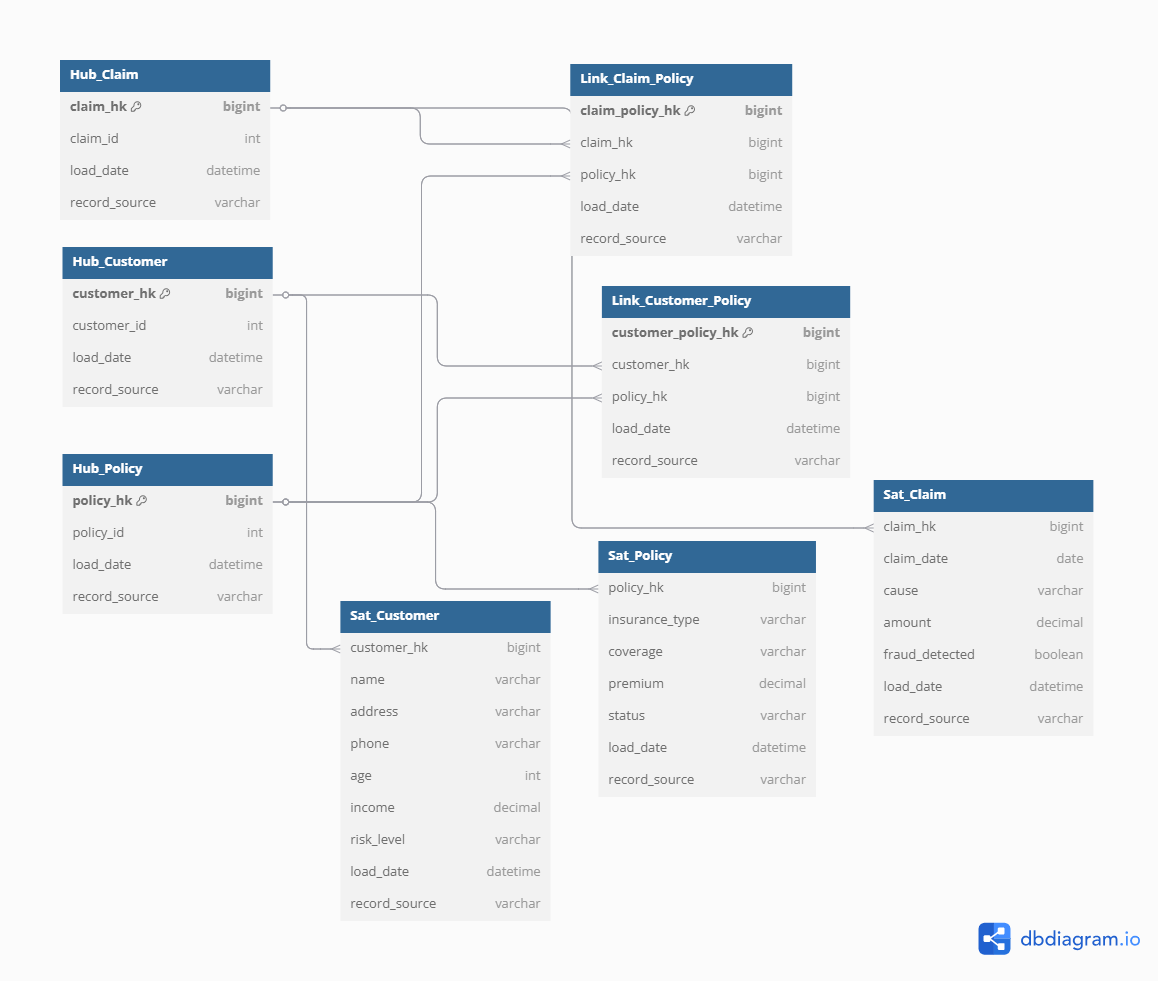 Hub_Claim
claim_hk bigint
claim_id int
load_date datetime
record_source varchar
Link_Claim_Policy
claim_policy_hk bigint
claim_hk bigint
policy_hk bigint
load_date datetime
record_source varchar
Hub_Customer
customer_hk bigint
customer_id int
load_date datetime
record_source varchar
Link_Customer_Policy
customer_policy_hk bigint
customer_hk bigint
policy_hk bigint
load_date datetime
record_source varchar
Hub_Policy
policy_hk bigint
policy_id int
load_date datetime
record_source varchar
Sat_Claim
claim_hk bigint
claim_date date
cause varchar
amount decimal
fraud_detected boolean
load_date datetime
record_source varchar
Sat_Policy
policy_hk bigint
insurance_type varchar
coverage varchar
premium decimal
status varchar
load_date datetime
record_source varchar
Sat_Customer
customer_hk bigint
name varchar
address varchar
phone varchar
age int
income decimal
risk_level varchar
load_date datetime
record_source varchar
dbdiagram.io